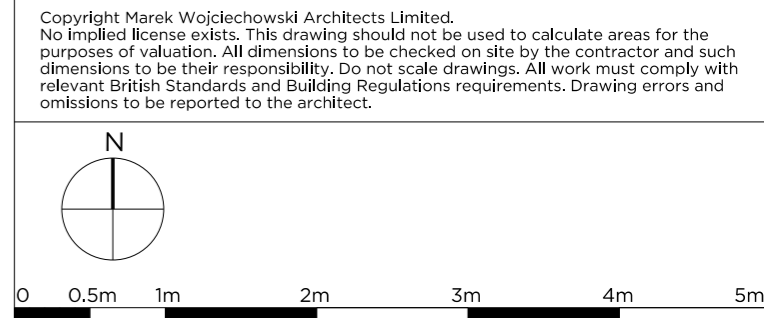 Copyright Marek Wojciechowski Architects Limited.
No implied license exists. This drawing should not be used to calculate areas for the
purposes of valuation. All dimensions to be checked on site by the contractor and such
dimensions to be their responsibility. Do not scale drawings. All work must comply with
relevant British Standards and Building Regulations requirements. Drawing errors and
omissions to be reported to the architect.
N
0 0.5m 1m 2m 3m 4m 5m